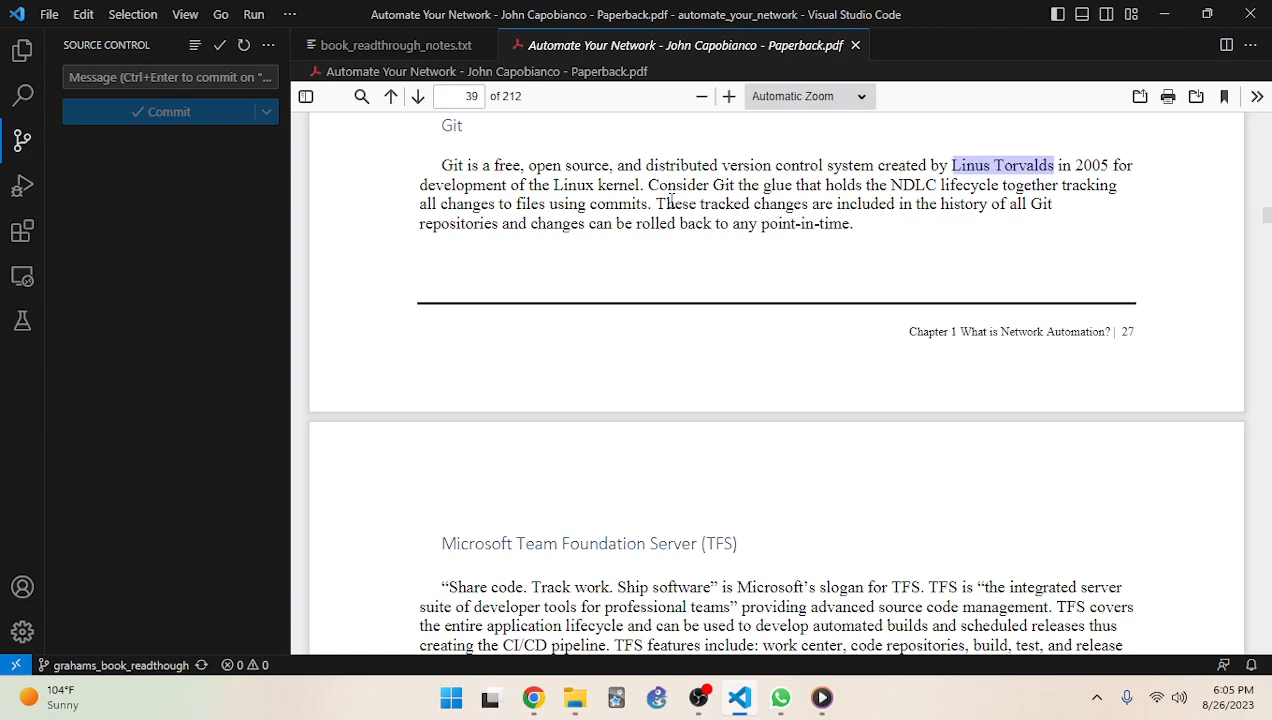 File Edit Selection View Go Run ··· Automate Your Network - John Capobianco - Paperback.pdf - automate_your_network - Visual Studio Code
SOURCE CONTROL
book_readthrough_notes.txt
Automate Your Network - John Capobianco - Paperback.pdf
Message (Ctrl+Enter to commit on "...
Commit
Automate Your Network - John Capobianco - Paperback.pdf
39 of 212
Automatic Zoom
Git
Git is a free, open source, and distributed version control system created by Linus Torvalds in 2005 for
development of the Linux kernel. Consider Git the glue that holds the NDLC lifecycle together tracking
all changes to files using commits. These tracked changes are included in the history of all Git
repositories and changes can be rolled back to any point-in-time.
Chapter 1 What is Network Automation? | 27
Microsoft Team Foundation Server (TFS)
“Share code. Track work. Ship software” is Microsoft’s slogan for TFS. TFS is “the integrated server
suite of developer tools for professional teams” providing advanced source code management. TFS covers
the entire application lifecycle and can be used to develop automated builds and scheduled releases thus
creating the CI/CD pipeline. TFS features include: work center, code repositories, build, test, and release
grahams_book_readthough 0 0
104°F
Sunny
6:05 PM
8/26/2023